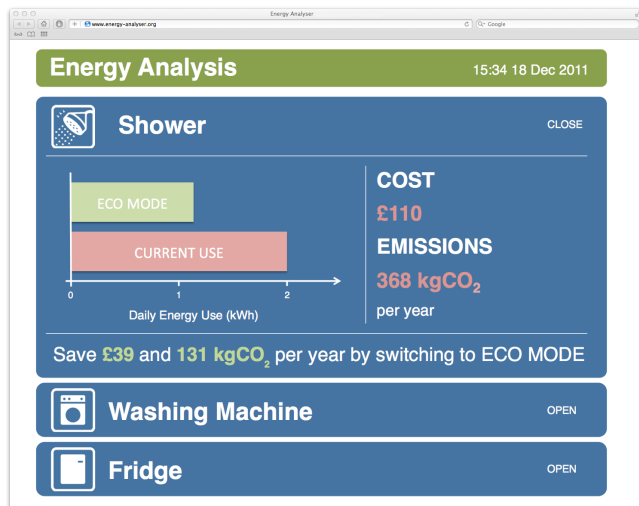 Energy Analyser
www.energy-analyser.org
Google
Energy Analysis
15:34 18 Dec 2011
Shower
CLOSE
ECO MODE
CURRENT USE
0 1 2
Daily Energy Use (kWh)
COST
£110
EMISSIONS
368 kgCO₂
per year
Save £39 and 131 kgCO₂ per year by switching to ECO MODE
Washing Machine
OPEN
Fridge
OPEN